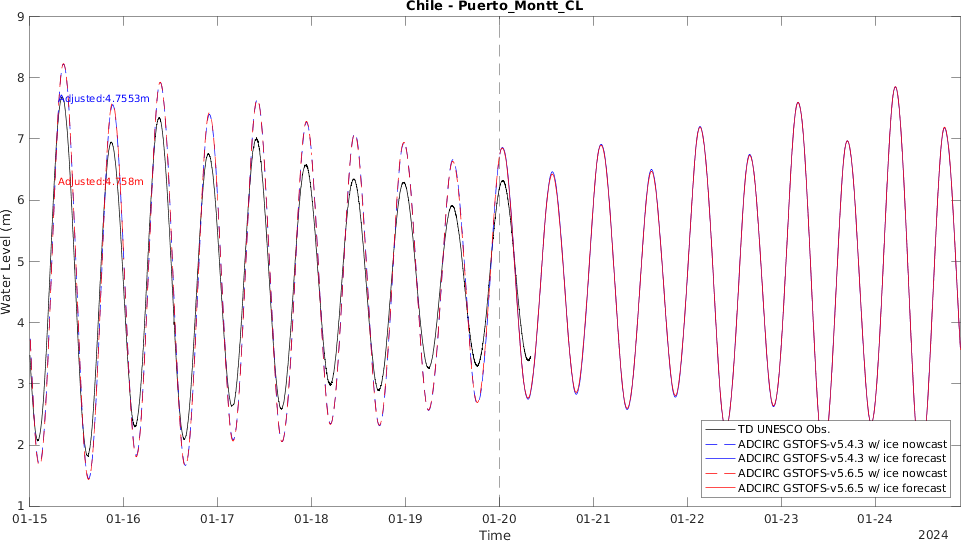 Chile - Puerto_Montt_CL
9
8
7
6
5
4
3
2
1
Water Level (m)
Adjusted:4.7553m
Adjusted:4.758m
TD UNESCO Obs.
ADCIRC GSTOFS-v5.4.3 w/ ice nowcast
ADCIRC GSTOFS-v5.4.3 w/ ice forecast
ADCIRC GSTOFS-v5.6.5 w/ ice nowcast
ADCIRC GSTOFS-v5.6.5 w/ ice forecast
01-15 01-16 01-17 01-18 01-19 01-20 01-21 01-22 01-23 01-24
Time
2024